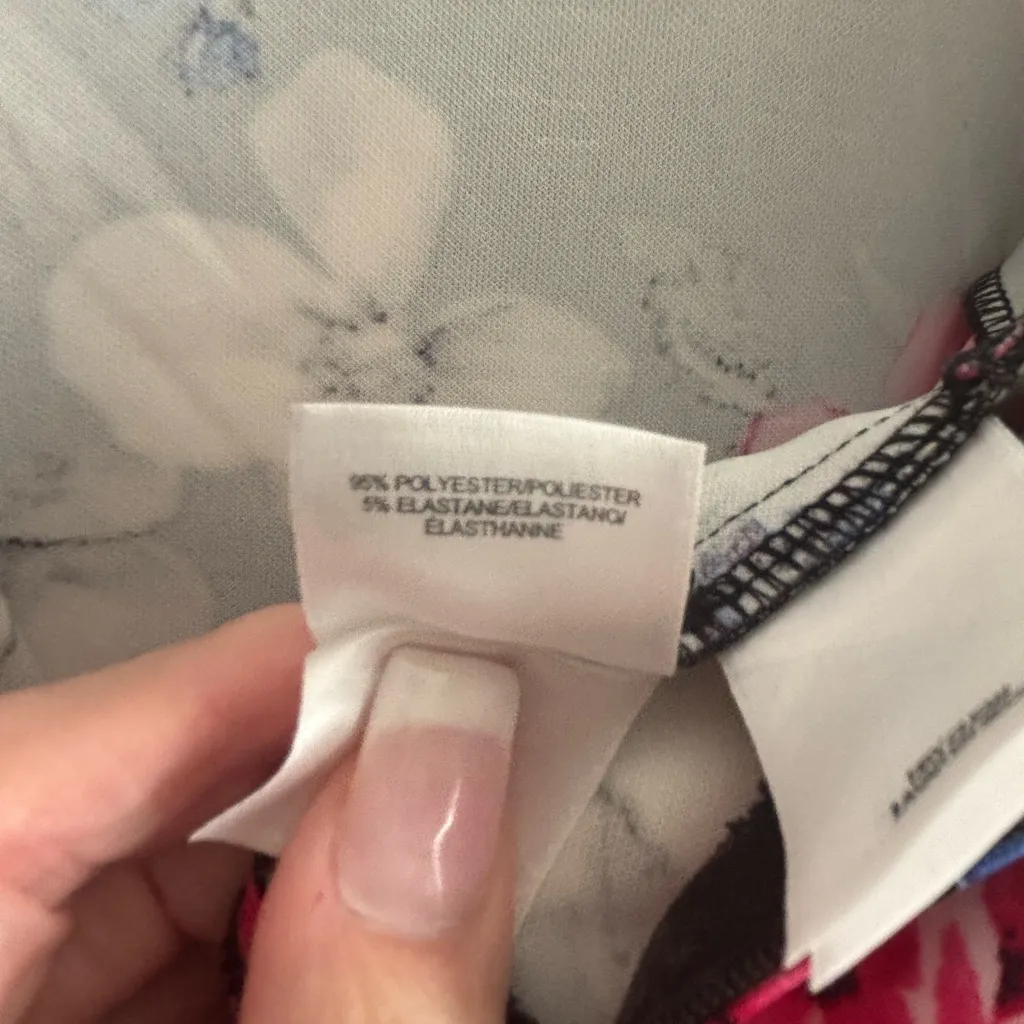 95% POLYESTER/POLIESTER
5% ELASTANE/ELASTANO/
ÉLASTHANNE